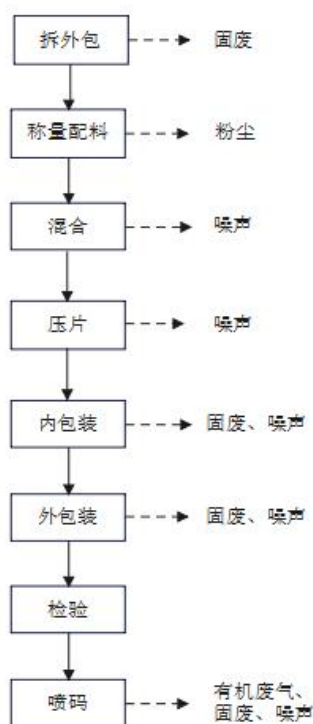 拆外包
固废
称量配料
粉尘
混合
噪声
压片
噪声
内包装
固废、噪声
外包装
固废、噪声
检验
喷码
有机废气、
固废、噪声